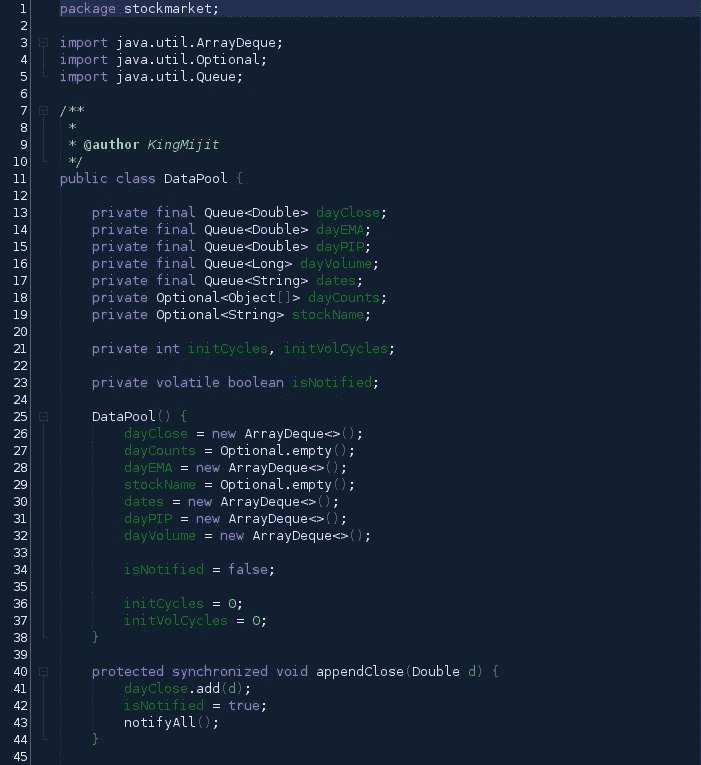 1 package stockmarket;
2
3 import java.util.ArrayDeque;
4 import java.util.Optional;
5 import java.util.Queue;
6
7 /**
8  *
9  * @author KingMijit
10  */
11 public class DataPool {
12
13     private final Queue<Double> dayClose;
14     private final Queue<Double> dayEMA;
15     private final Queue<Double> dayPIP;
16     private final Queue<Long> dayVolume;
17     private final Queue<String> dates;
18     private Optional<Object[]> dayCounts;
19     private Optional<String> stockName;
20
21     private int initCycles, initVolCycles;
22
23     private volatile boolean isNotified;
24
25     DataPool() {
26         dayClose = new ArrayDeque<>();
27         dayCounts = Optional.empty();
28         dayEMA = new ArrayDeque<>();
29         stockName = Optional.empty();
30         dates = new ArrayDeque<>();
31         dayPIP = new ArrayDeque<>();
32         dayVolume = new ArrayDeque<>();
33
34         isNotified = false;
35
36         initCycles = 0;
37         initVolCycles = 0;
38     }
39
40     protected synchronized void appendClose(Double d) {
41         dayClose.add(d);
42         isNotified = true;
43         notifyAll();
44     }
45